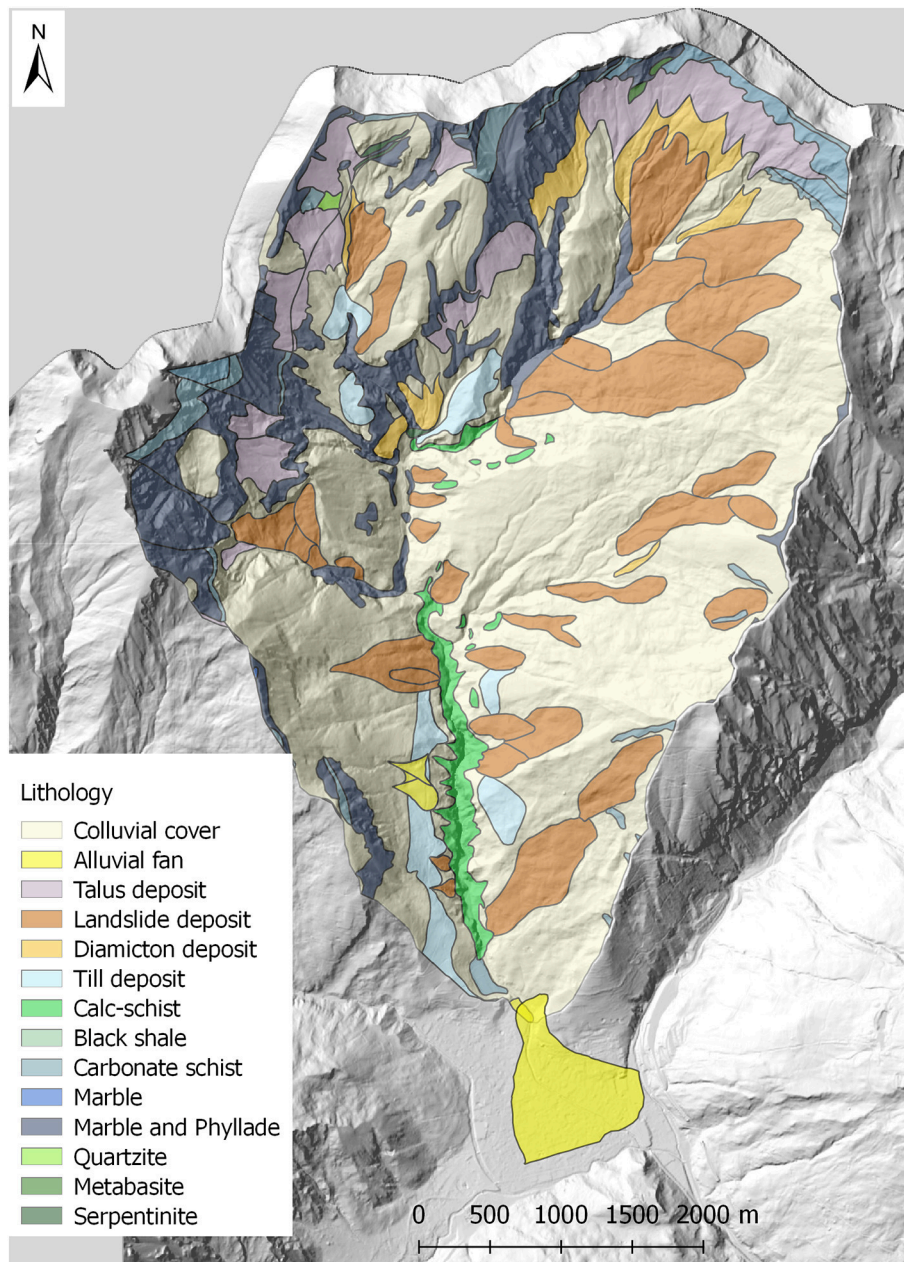 N
Lithology
Colluvial cover
Alluvial fan
Talus deposit
Landslide deposit
Diamicton deposit
Till deposit
Calc-schist
Black shale
Carbonate schist
Marble
Marble and Phyllade
Quartzite
Metabasite
Serpentinite
0 500 1000 1500 2000 m